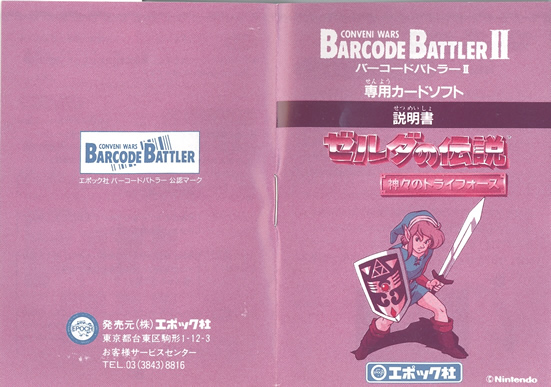 CONVENI WARS
BARCODE BATTLER
エポック社 バーコードバトラー 公認マーク
EPOCH
発売元(株)エポック社
東京都台東区駒形1-12-3
お客様サービスセンター
TEL.03(3843)8816
CONVENI WARS
BARCODE BATTLER II
バーコードバトラーII
せんよう
専用カードソフト
せつめいしょ
説明書
ゼルダの伝説
神々のトライフォース
エポック社
©Nintendo